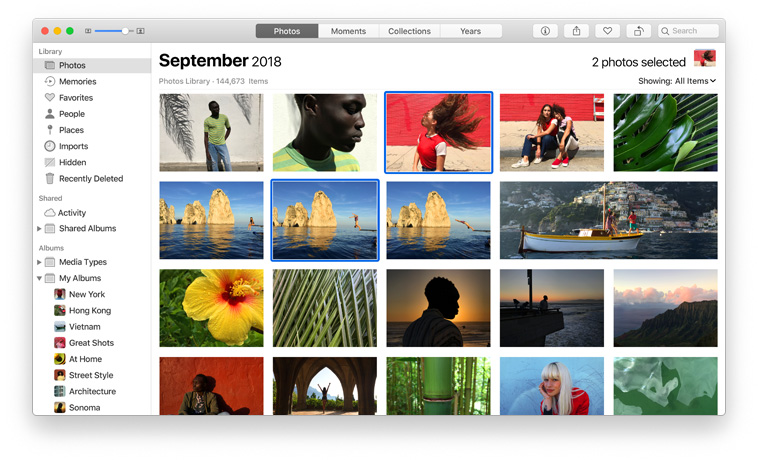 Photos
Moments
Collections
Years
Search
Library
Photos
Memories
Favorites
People
Places
Imports
Hidden
Recently Deleted
Shared
Activity
Shared Albums
Albums
Media Types
My Albums
New York
Hong Kong
Vietnam
Great Shots
At Home
Street Style
Architecture
Sonoma
September 2018
2 photos selected
Photos Library - 144,673 Items
Showing: All Items